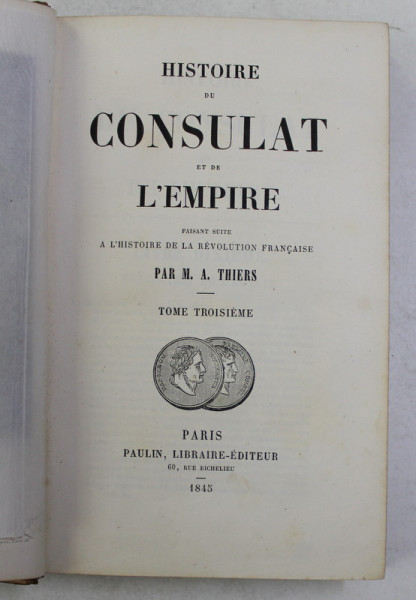 HISTOIRE
DU
CONSULAT
ET DE
L'EMPIRE
FAISANT SUITE
A L'HISTOIRE DE LA RÉVOLUTION FRANÇAISE
PAR M. A. THIERS
TOME TROISIÈME
PARIS
PAULIN, LIBRAIRE-ÉDITEUR
60, RUE RICHELIEU
1845